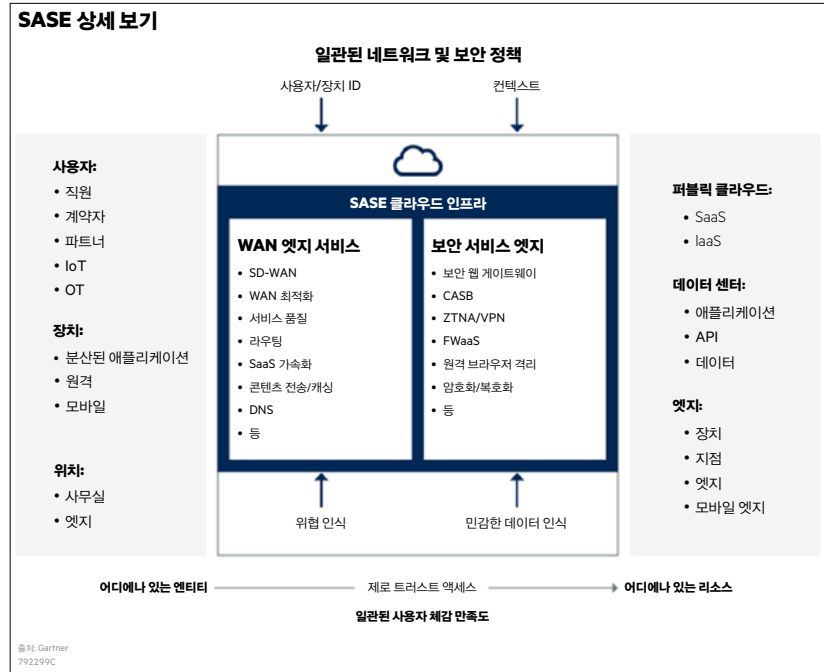 SASE 상세 보기
일관된 네트워크 및 보안 정책
사용자/장치 ID
컨텍스트
사용자:
• 직원
• 계약자
• 파트너
• IoT
• OT
장치:
• 분산된 애플리케이션
• 원격
• 모바일
위치:
• 사무실
• 엣지
SASE 클라우드 인프라
WAN 엣지 서비스
• SD-WAN
• WAN 최적화
• 서비스 품질
• 라우팅
• SaaS 가속화
• 콘텐츠 전송/캐싱
• DNS
• 등
보안 서비스 엣지
• 보안 웹 게이트웨이
• CASB
• ZTNA/VPN
• FWaaS
• 원격 브라우저 격리
• 암호화/복호화
• 등
위협 인식
민감한 데이터 인식
퍼블릭 클라우드:
• SaaS
• IaaS
데이터 센터:
• 애플리케이션
• API
• 데이터
엣지:
• 장치
• 지점
• 엣지
• 모바일 엣지
어디에나 있는 엔티티
제로 트러스트 액세스
어디에나 있는 리소스
일관된 사용자 체감 만족도
출처: Gartner
792299C